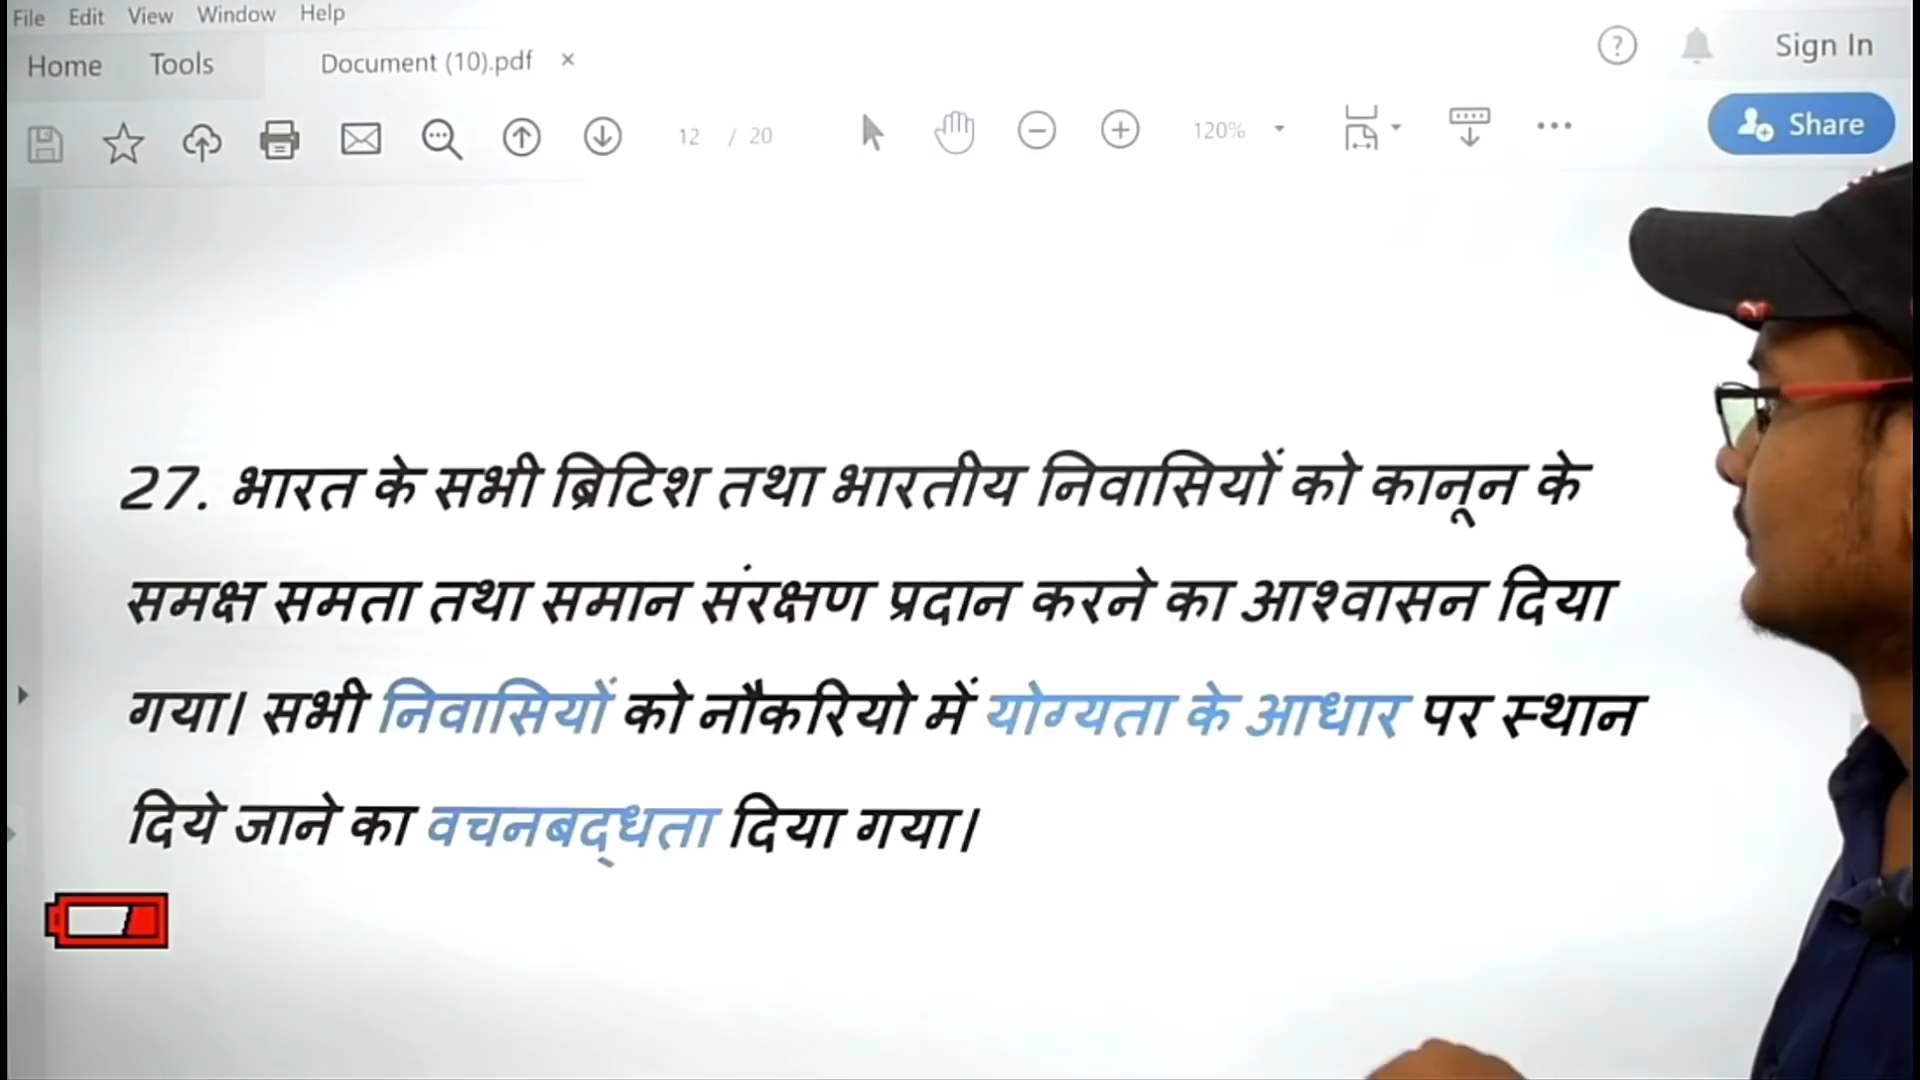 File Edit View Window Help
Home Tools Document (10).pdf ×
Sign In
12 / 20 120% Share
27. भारत के सभी ब्रिटिश तथा भारतीय निवासियों को कानून के
समक्ष समता तथा समान संरक्षण प्रदान करने का आश्वासन दिया
गया। सभी निवासियों को नौकरियो में योग्यता के आधार पर स्थान
दिये जाने का वचनबद्धता दिया गया।